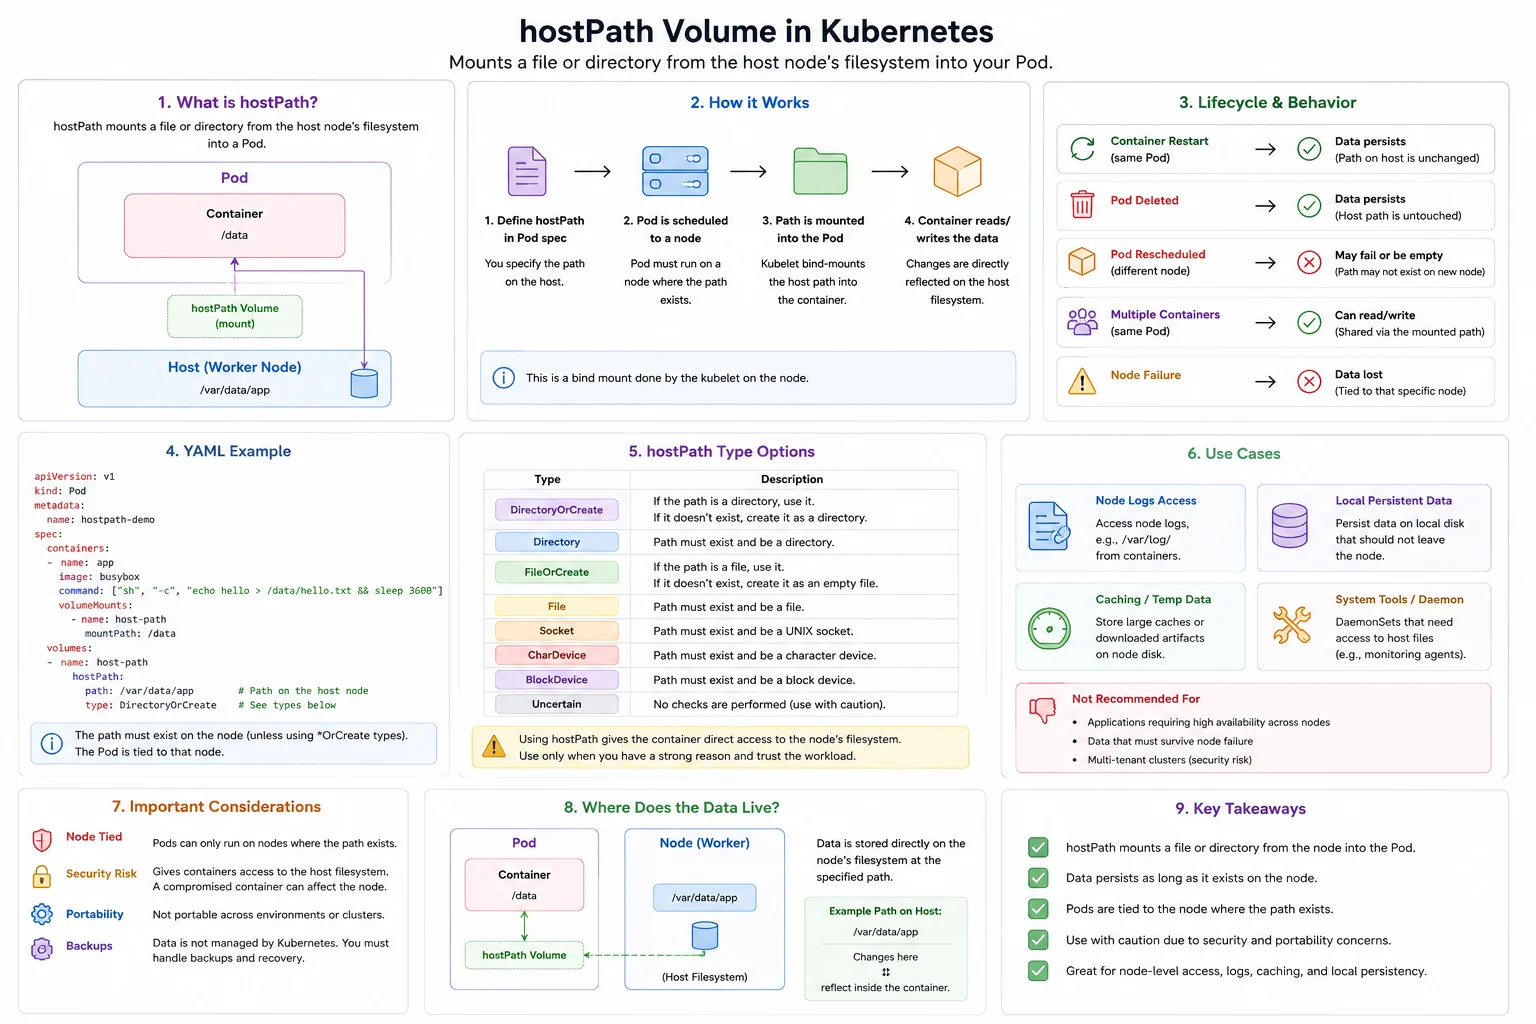 hostPath Volume in Kubernetes
Mounts a file or directory from the host node's filesystem into your Pod.
1. What is hostPath?
hostPath mounts a file or directory from the host node's filesystem
into a Pod.
Pod
Container
/data
hostPath Volume
(mount)
Host (Worker Node)
/var/data/app
2. How it Works
1. Define hostPath
in Pod spec
You specify the path
on the host.
2. Pod is scheduled
to a node
Pod must run on a
node where the path
exists.
3. Path is mounted
into the Pod
Kubelet bind-mounts
the host path into
the container.
4. Container reads/
writes the data
Changes are directly
reflected on the host
filesystem.
This is a bind mount done by the kubelet on the node.
3. Lifecycle & Behavior
Container Restart
(same Pod)
Data persists
(Path on host is unchanged)
Pod Deleted
Data persists
(Host path is untouched)
Pod Rescheduled
(different node)
May fail or be empty
(Path may not exist on new node)
Multiple Containers
(same Pod)
Can read/write
(Shared via the mounted path)
Node Failure
Data lost
(Tied to that specific node)
4. YAML Example
apiVersion: v1
kind: Pod
metadata:
  name: hostpath-demo
spec:
  containers:
  - name: app
    image: busybox
    command: ["sh", "-c", "echo hello > /data/hello.txt && sleep 3600"]
    volumeMounts:
      - name: host-path
        mountPath: /data
  volumes:
  - name: host-path
      hostPath:
        path: /var/data/app # Path on the host node
        type: DirectoryOrCreate # See types below
The path must exist on the node (unless using *OrCreate types).
The Pod is tied to that node.
5. hostPath Type Options
Type Description
DirectoryOrCreate If the path is a directory, use it.
If it doesn't exist, create it as a directory.
Directory Path must exist and be a directory.
FileOrCreate If the path is a file, use it.
If it doesn't exist, create it as an empty file.
File Path must exist and be a file.
Socket Path must exist and be a UNIX socket.
CharDevice Path must exist and be a character device.
BlockDevice Path must exist and be a block device.
Uncertain No checks are performed (use with caution).
Using hostPath gives the container direct access to the node's filesystem.
Use only when you have a strong reason and trust the workload.
6. Use Cases
Node Logs Access
Access node logs,
e.g., /var/log/
from containers.
Local Persistent Data
Persist data on local disk
that should not leave
the node.
Caching / Temp Data
Store large caches or
downloaded artifacts
on node disk.
System Tools / Daemon
DaemonSets that need
access to host files
(e.g., monitoring agents).
Not Recommended For
• Applications requiring high availability across nodes
• Data that must survive node failure
• Multi-tenant clusters (security risk)
7. Important Considerations
Node Tied
Pods can only run on nodes where the path exists.
Security Risk
Gives containers access to the host filesystem.
A compromised container can affect the node.
Portability
Not portable across environments or clusters.
Backups
Data is not managed by Kubernetes. You must
handle backups and recovery.
8. Where Does the Data Live?
Pod
Container
/data
hostPath Volume
Node (Worker)
/var/data/app
(Host Filesystem)
Data is stored directly on the
node's filesystem at the
specified path.
Example Path on Host:
/var/data/app
Changes here
reflect inside the container.
9. Key Takeaways
hostPath mounts a file or directory from the node into the Pod.
Data persists as long as it exists on the node.
Pods are tied to the node where the path exists.
Use with caution due to security and portability concerns.
Great for node-level access, logs, caching, and local persistency.